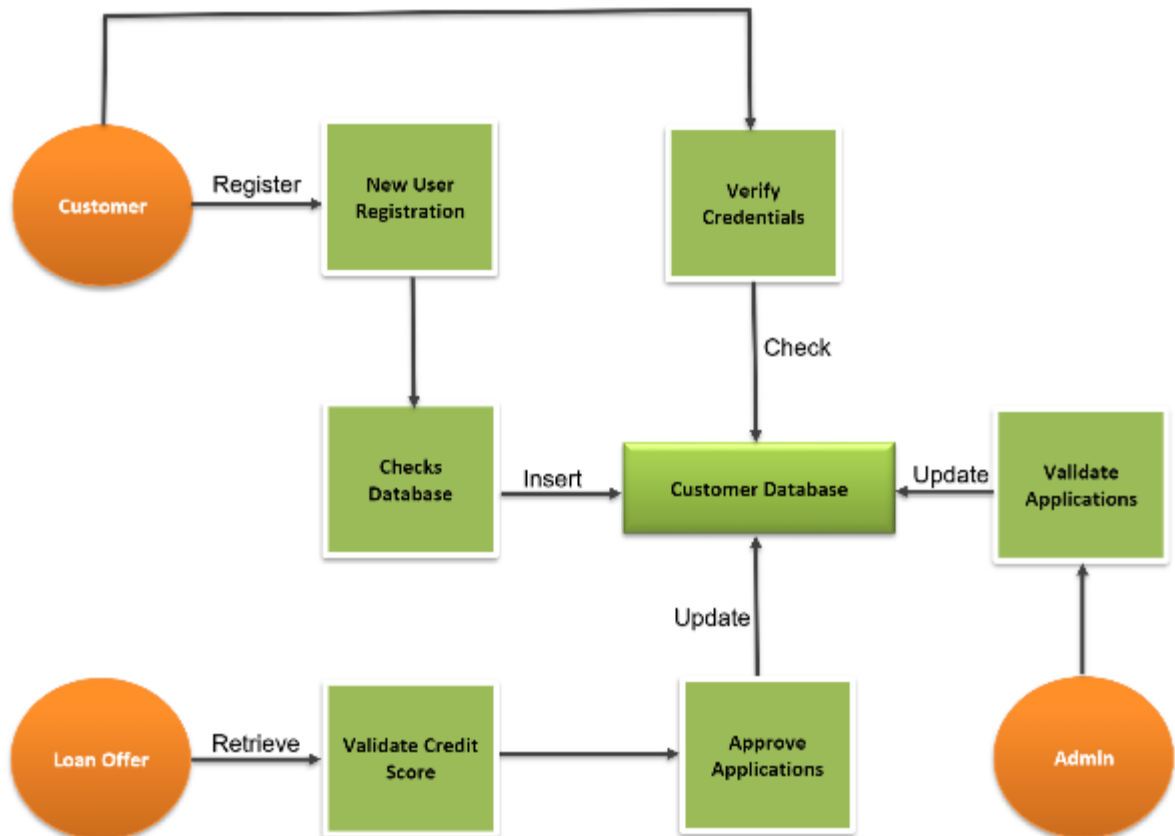 Customer
Register
New User
Registration
Verify
Credentials
Check
Checks
Database
Insert
Customer Database
Update
Validate
Applications
Update
Loan Offer
Retrieve
Validate Credit
Score
Approve
Applications
Admin